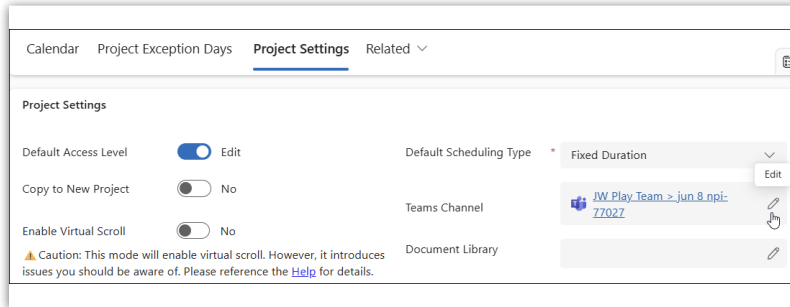 Calendar Project Exception Days Project Settings Related
Project Settings
Default Access Level Edit
Default Scheduling Type * Fixed Duration
Edit
Copy to New Project No
Teams Channel JW Play Team > jun 8 npi-
77027
Enable Virtual Scroll No
Caution: This mode will enable virtual scroll. However, it introduces
issues you should be aware of. Please reference the Help for details.
Document Library